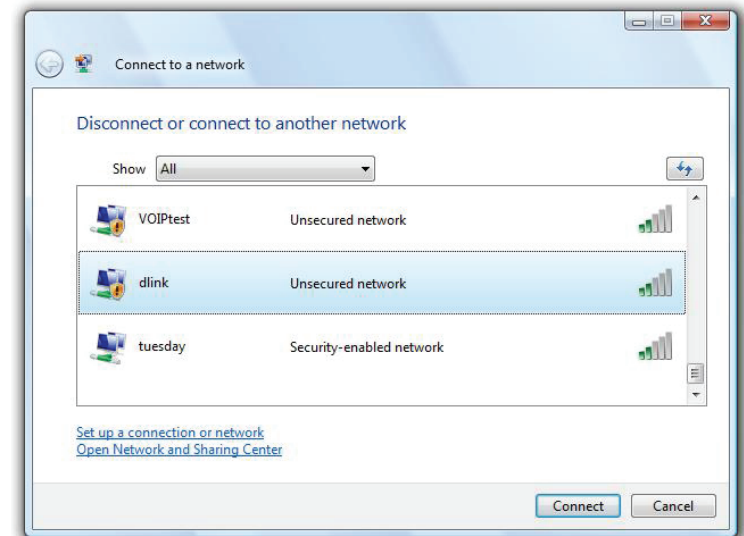 Connect to a network
Disconnect or connect to another network
Show All
VOIPtest Unsecured network
dlink Unsecured network
tuesday Security-enabled network
Set up a connection or network
Open Network and Sharing Center
Connect Cancel